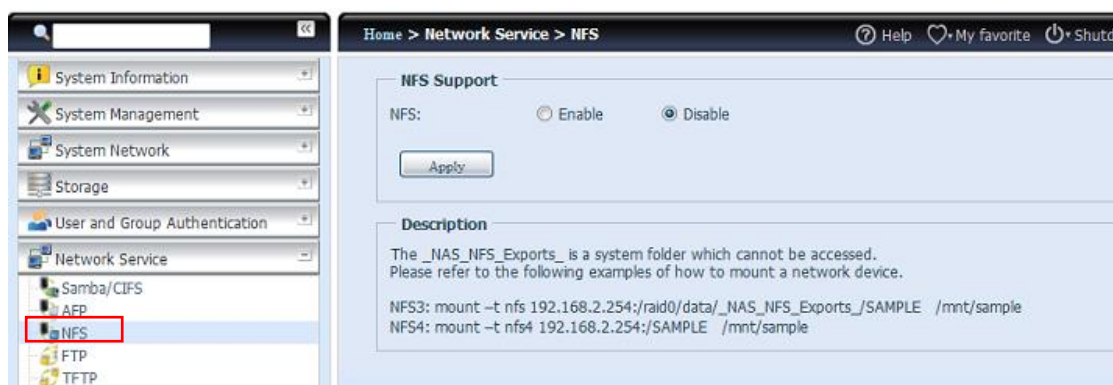 Home > Network Service > NFS
Help My favorite
System Information
System Management
System Network
Storage
User and Group Authentication
Network Service
Samba/CIFS
AFP
NFS
FTP
TFTP
NFS Support
NFS: Enable Disable
Apply
Description
The _NAS_NFS_Exports_ is a system folder which cannot be accessed.
Please refer to the following examples of how to mount a network device.
NFS3: mount –t nfs 192.168.2.254:/raid0/data/_NAS_NFS_Exports_/SAMPLE /mnt/sample
NFS4: mount –t nfs4 192.168.2.254:/SAMPLE /mnt/sample